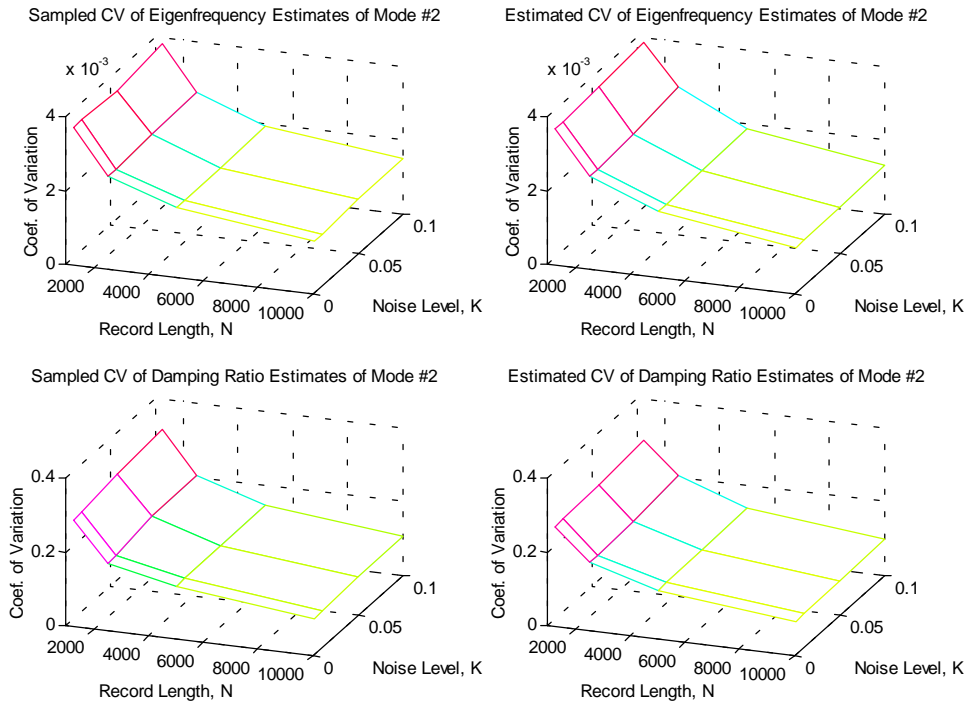 Sampled CV of Eigenfrequency Estimates of Mode #2
x 10^-3
4
2
0
Coef. of Variation
2000
4000
6000
8000
10000
Record Length, N
0
0.05
0.1
Noise Level, K
Estimated CV of Eigenfrequency Estimates of Mode #2
x 10^-3
4
2
0
Coef. of Variation
2000
4000
6000
8000
10000
Record Length, N
0
0.05
0.1
Noise Level, K
Sampled CV of Damping Ratio Estimates of Mode #2
0.4
0.2
0
Coef. of Variation
2000
4000
6000
8000
10000
Record Length, N
0
0.05
0.1
Noise Level, K
Estimated CV of Damping Ratio Estimates of Mode #2
0.4
0.2
0
Coef. of Variation
2000
4000
6000
8000
10000
Record Length, N
0
0.05
0.1
Noise Level, K